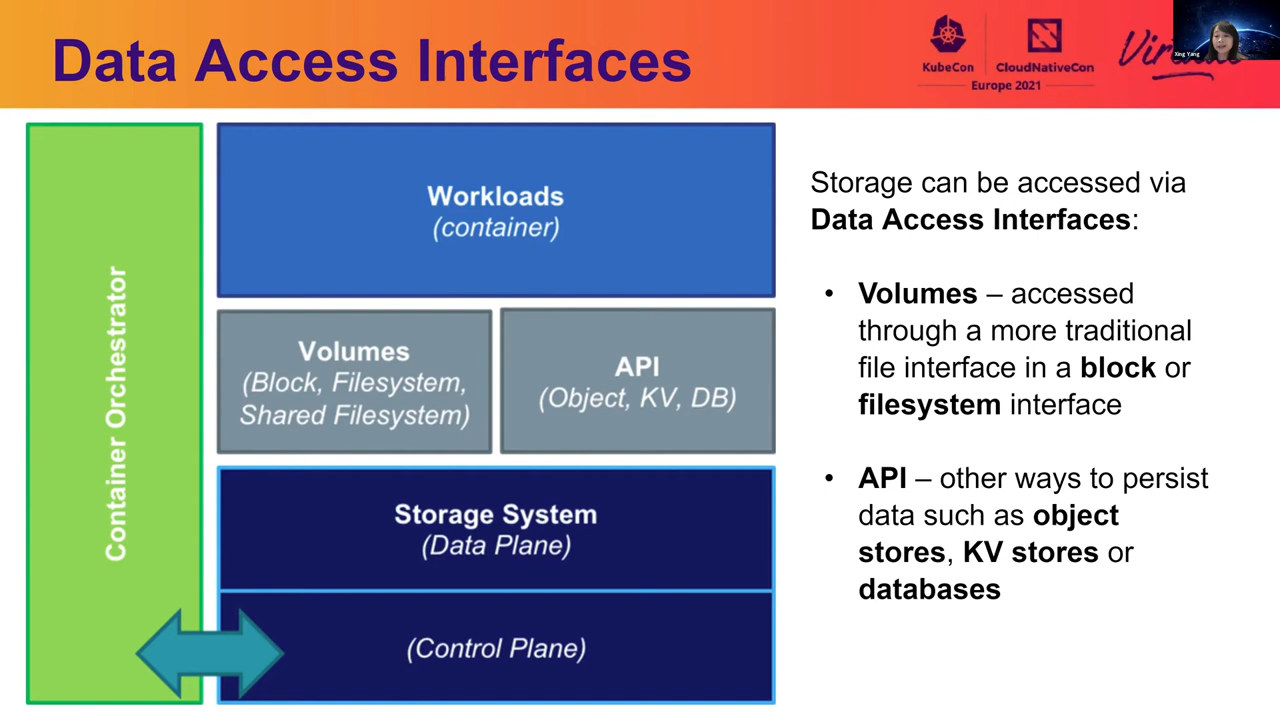 Data Access Interfaces
KubeCon
CloudNativeCon
Europe 2021
Virtual
Xing Yang
Container Orchestrator
Workloads
(container)
Volumes
(Block, Filesystem,
Shared Filesystem)
API
(Object, KV, DB)
Storage System
(Data Plane)
(Control Plane)
Storage can be accessed via
Data Access Interfaces:
• Volumes – accessed
through a more traditional
file interface in a block or
filesystem interface
• API – other ways to persist
data such as object
stores, KV stores or
databases